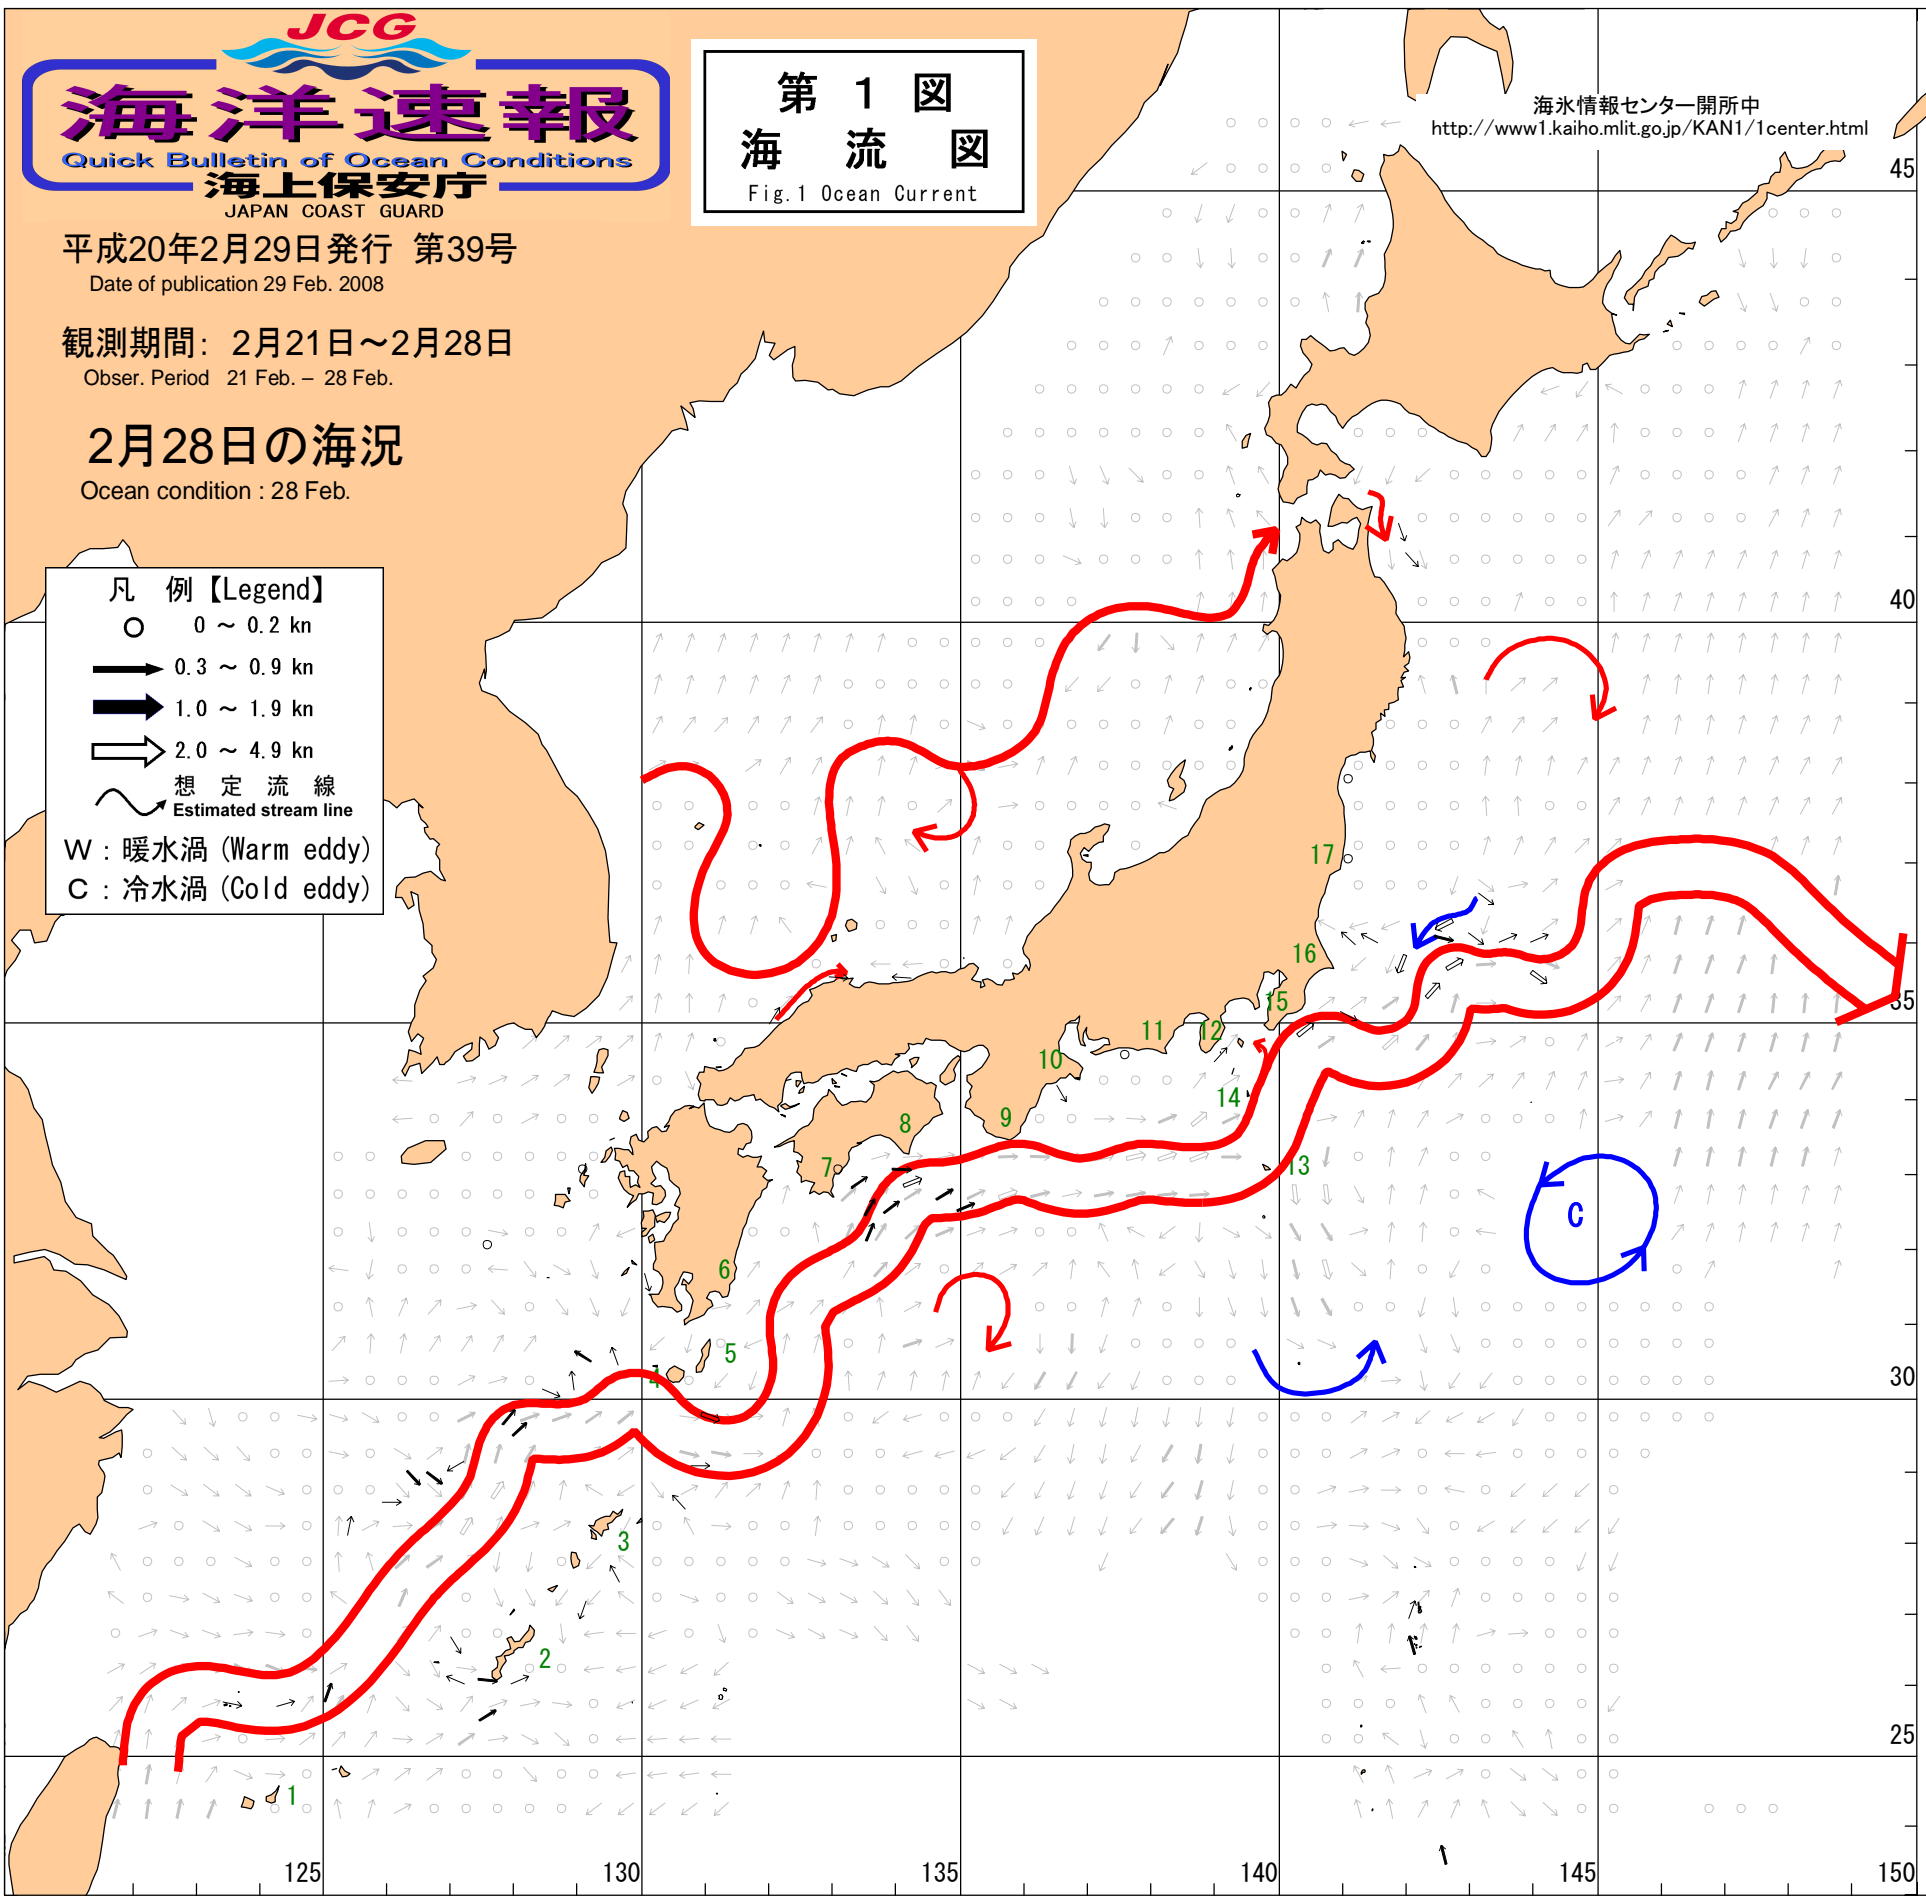 JCG
海洋速報
Quick Bulletin of Ocean Conditions
海上保安庁
JAPAN COAST GUARD
平成20年2月29日発行 第39号
Date of publication 29 Feb. 2008
観測期間: 2月21日～2月28日
Obser. Period 21 Feb. – 28 Feb.
2月28日の海況
Ocean condition : 28 Feb.
第 1 図
海 流 図
Fig.1 Ocean Current
海氷情報センター開所中
http://www1.kaiho.mlit.go.jp/KAN1/1center.html
凡 例【Legend】
0 ～ 0.2 kn
0.3 ～ 0.9 kn
1.0 ～ 1.9 kn
2.0 ～ 4.9 kn
想 定 流 線
Estimated stream line
W : 暖水渦 (Warm eddy)
C : 冷水渦 (Cold eddy)
45
40
35
30
25
17
16
15
11
12
10
14
9
8
7
13
C
6
5
4
3
2
1
125
130
135
140
145
150